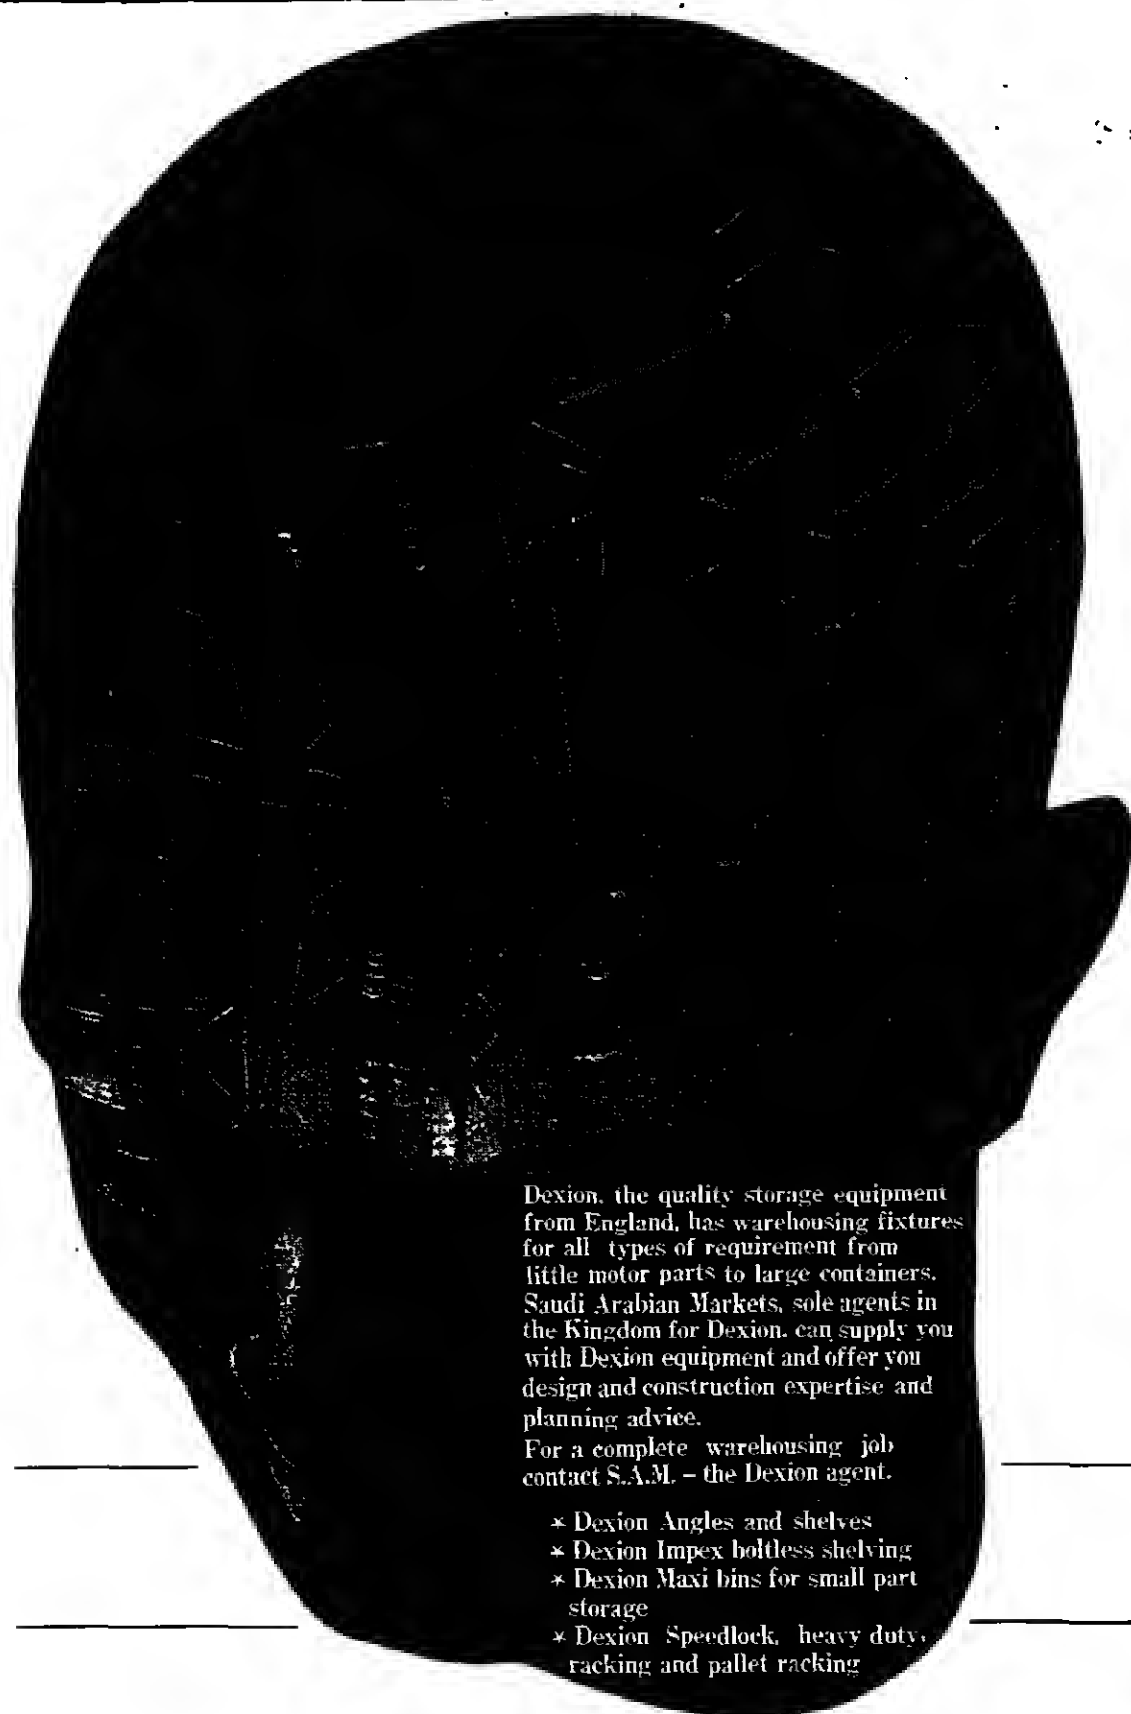 Dexion, the quality storage equipment
from England, has warehousing fixtures
for all types of requirement from
little motor parts to large containers.
Saudi Arabian Markets, sole agents in
the Kingdom for Dexion, can supply you
with Dexion equipment and offer you
design and construction expertise and
planning advice.
For a complete warehousing job
contact S.A.M. – the Dexion agent.
* Dexion Angles and shelves
* Dexion Impex boltless shelving
* Dexion Maxi bins for small part
storage
* Dexion Speedlock, heavy duty,
racking and pallet racking